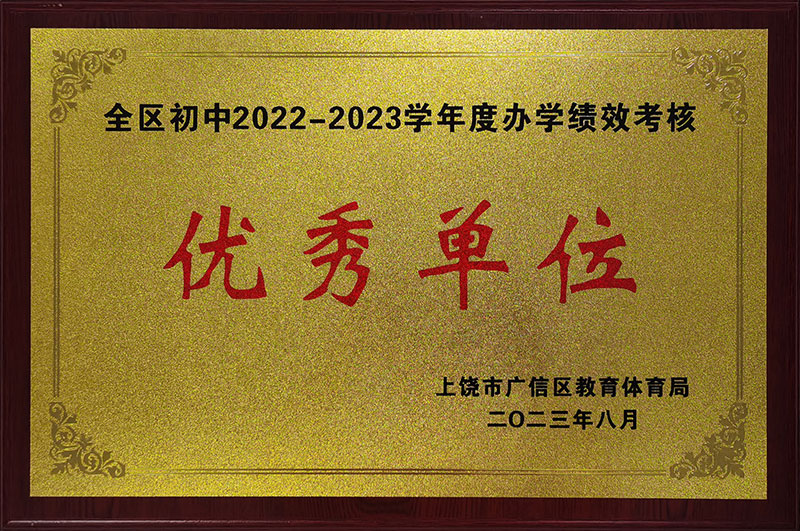 全区初中2022-2023学年度办学绩效考核
优秀单位
上饶市广信区教育体育局
二〇二三年八月